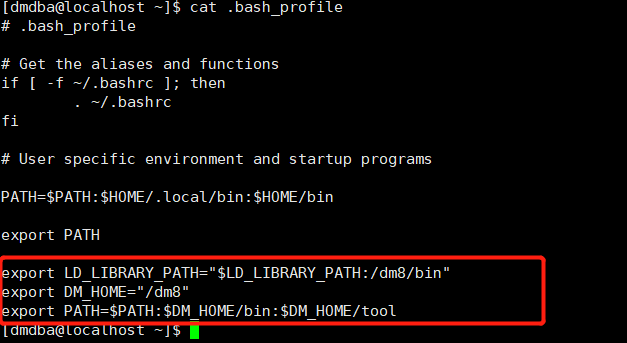 [dmdba@localhost ~]$ cat .bash_profile
# .bash_profile
# Get the aliases and functions
if [ -f ~/.bashrc ]; then
        . ~/.bashrc
fi
# User specific environment and startup programs
PATH=$PATH:$HOME/.local/bin:$HOME/bin
export PATH
export LD_LIBRARY_PATH="$LD_LIBRARY_PATH:/dm8/bin"
export DM_HOME="/dm8"
export PATH=$PATH:$DM_HOME/bin:$DM_HOME/tool
[dmdba@localhost ~]$